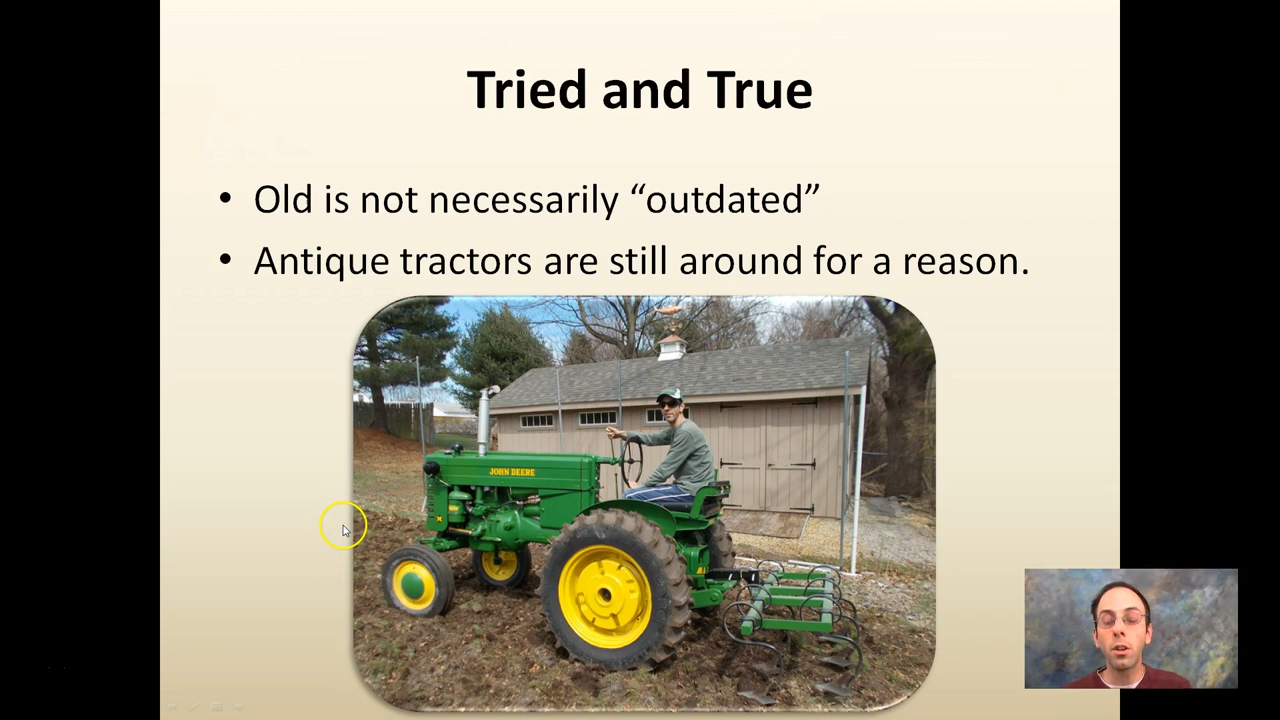 Tried and True
• Old is not necessarily “outdated”
• Antique tractors are still around for a reason.
JOHN DEERE